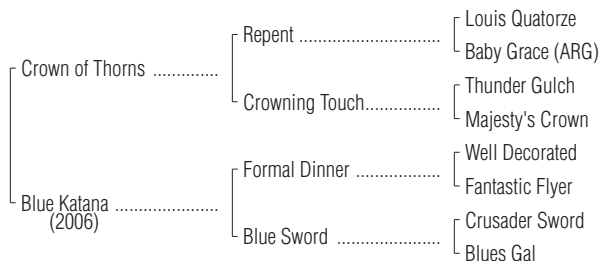 Louis Quatorze
Repent
Baby Grace (ARG)
Crown of Thorns
Thunder Gulch
Crowning Touch
Majesty's Crown
Well Decorated
Formal Dinner
Fantastic Flyer
Blue Katana
(2006)
Crusader Sword
Blue Sword
Blues Gal